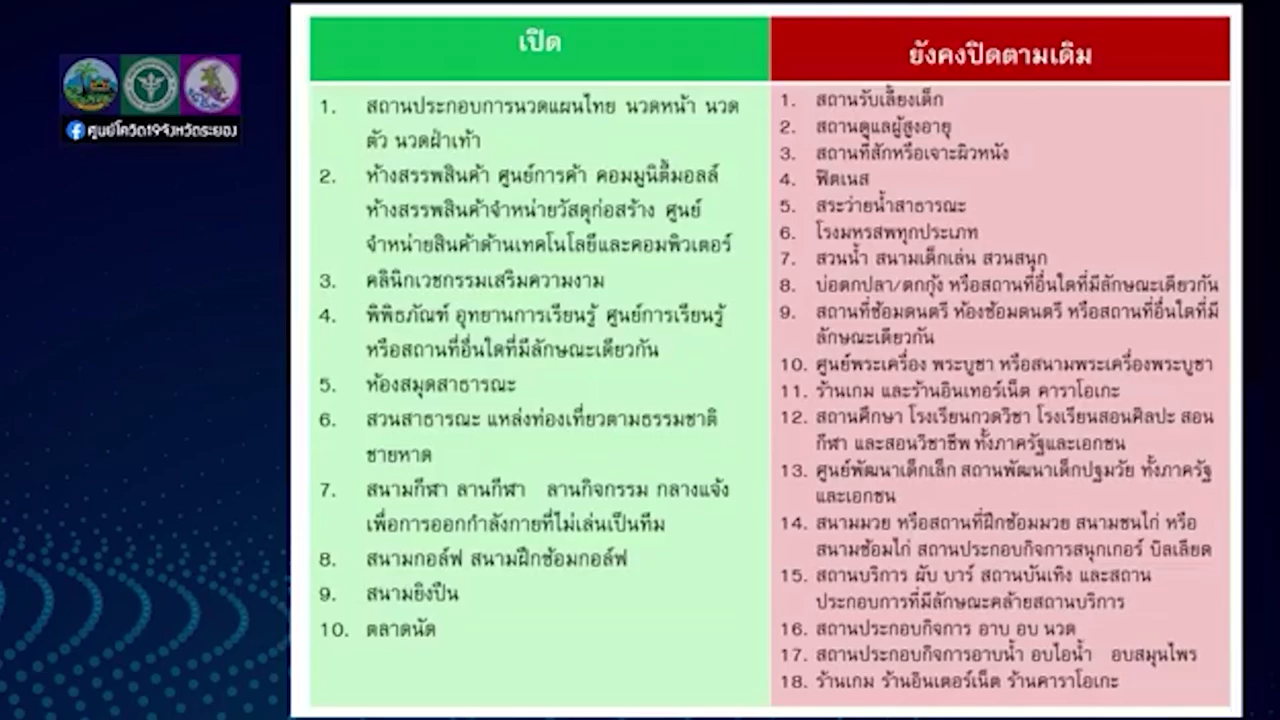 ศูนย์โควิด19จังหวัดระยอง
เปิด
1. สถานประกอบการนวดแผนไทย นวดหน้า นวด
ตัว นวดฝ่าเท้า
2. ห้างสรรพสินค้า ศูนย์การค้า คอมมูนิตี้มอลล์
ห้างสรรพสินค้าจำหน่ายวัสดุก่อสร้าง ศูนย์
จำหน่ายสินค้าด้านเทคโนโลยีและคอมพิวเตอร์
3. คลินิกเวชกรรมเสริมความงาม
4. พิพิธภัณฑ์ อุทยานการเรียนรู้ ศูนย์การเรียนรู้
หรือสถานที่อื่นใดที่มีลักษณะเดียวกัน
5. ห้องสมุดสาธารณะ
6. สวนสาธารณะ แหล่งท่องเที่ยวตามธรรมชาติ
ชายหาด
7. สนามกีฬา ลานกีฬา ลานกิจกรรม กลางแจ้ง
เพื่อการออกกำลังกายที่ไม่เล่นเป็นทีม
8. สนามกอล์ฟ สนามฝึกซ้อมกอล์ฟ
9. สนามยิงปืน
10. ตลาดนัด
ยังคงปิดตามเดิม
1. สถานรับเลี้ยงเด็ก
2. สถานดูแลผู้สูงอายุ
3. สถานที่สักหรือเจาะผิวหนัง
4. ฟิตเนส
5. สระว่ายน้ำสาธารณะ
6. โรงมหรสพทุกประเภท
7. สวนน้ำ สนามเด็กเล่น สวนสนุก
8. บ่อตกปลา/ตกกุ้ง หรือสถานที่อื่นใดที่มีลักษณะเดียวกัน
9. สถานที่ซ้อมดนตรี ห้องซ้อมดนตรี หรือสถานที่อื่นใดที่มี
ลักษณะเดียวกัน
10. ศูนย์พระเครื่อง พระบูชา หรือสนามพระเครื่องพระบูชา
11. ร้านเกม และร้านอินเทอร์เน็ต คาราโอเกะ
12. สถานศึกษา โรงเรียนกวดวิชา โรงเรียนสอนศิลปะ สอน
กีฬา และสอนวิชาชีพ ทั้งภาครัฐและเอกชน
13. ศูนย์พัฒนาเด็กเล็ก สถานพัฒนาเด็กปฐมวัย ทั้งภาครัฐ
และเอกชน
14. สนามมวย หรือสถานที่ฝึกซ้อมมวย สนามชนไก่ หรือ
สนามซ้อมไก่ สถานประกอบกิจการสนุกเกอร์ บิลเลียด
15. สถานบริการ ผับ บาร์ สถานบันเทิง และสถาน
ประกอบการที่มีลักษณะคล้ายสถานบริการ
16. สถานประกอบกิจการ อาบ อบ นวด
17. สถานประกอบกิจการอาบน้ำ อบไอน้ำ อบสมุนไพร
18. ร้านเกม ร้านอินเตอร์เน็ต ร้านคาราโอเกะ